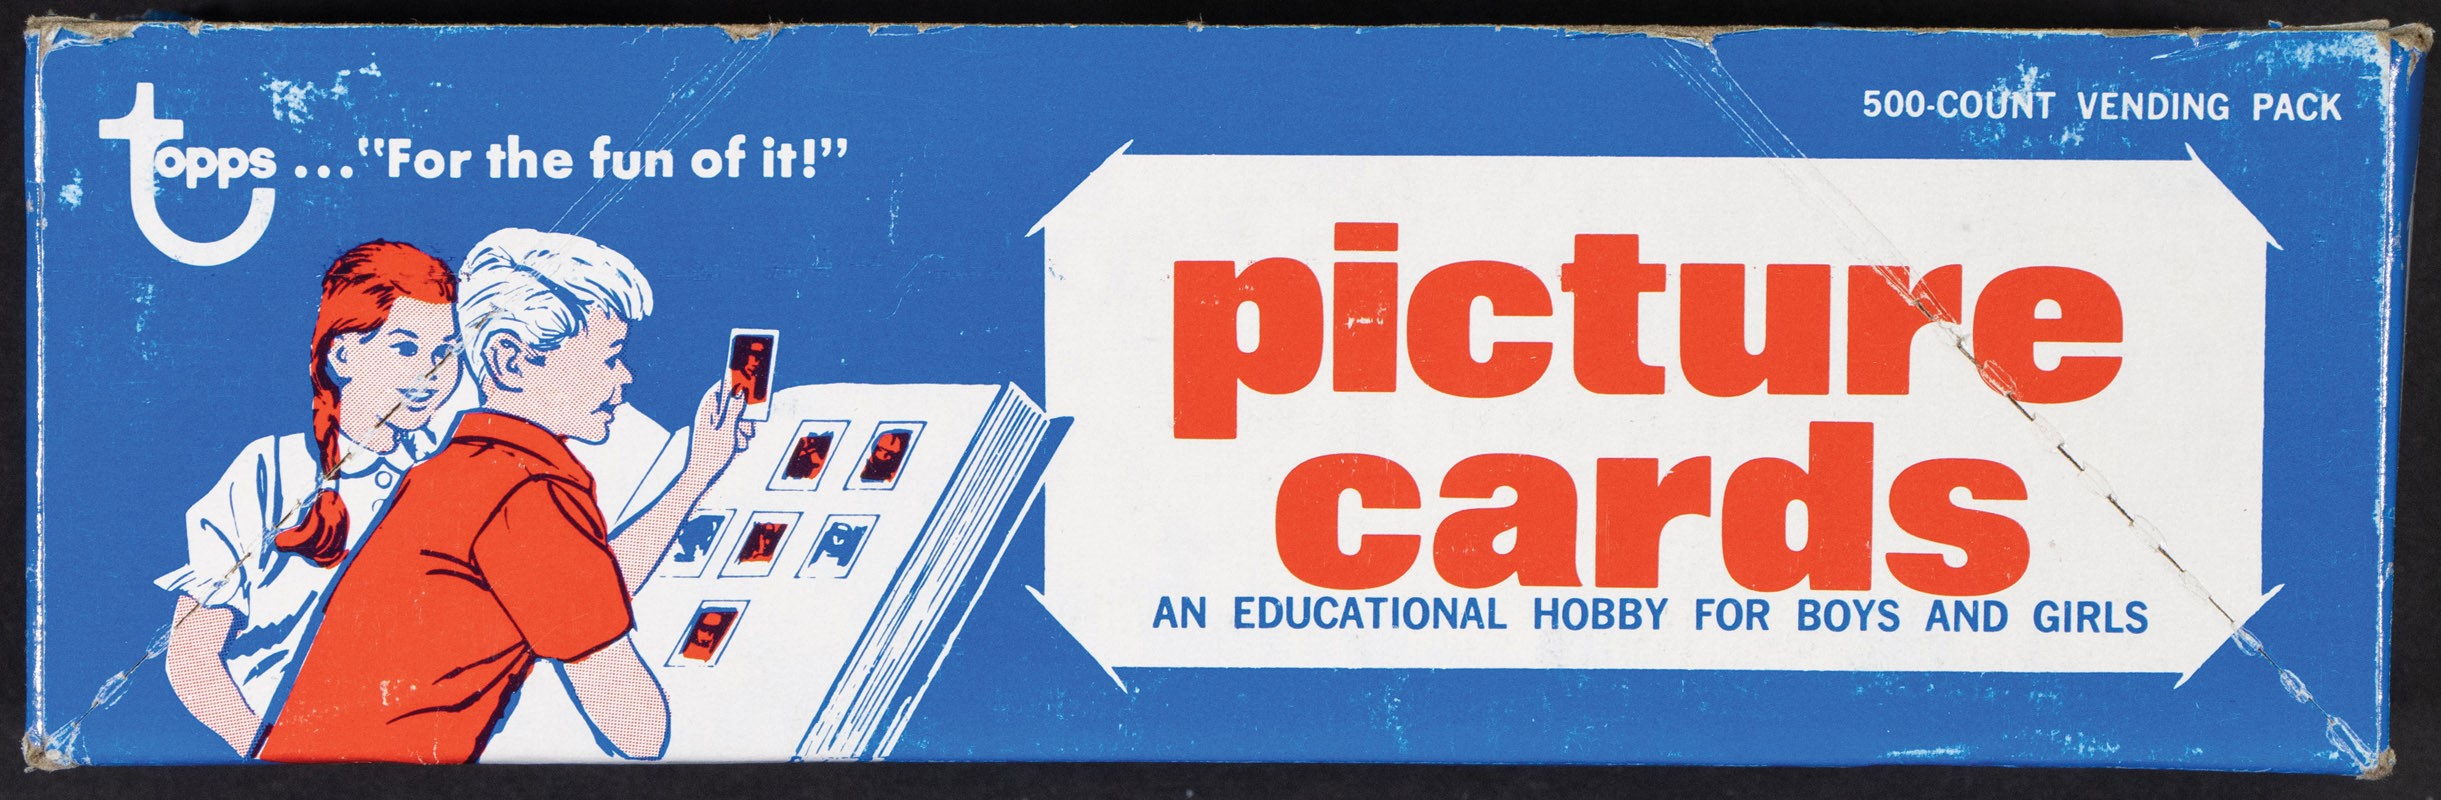 topps ... "For the fun of it!"
500-COUNT VENDING PACK
picture
cards
AN EDUCATIONAL HOBBY FOR BOYS AND GIRLS